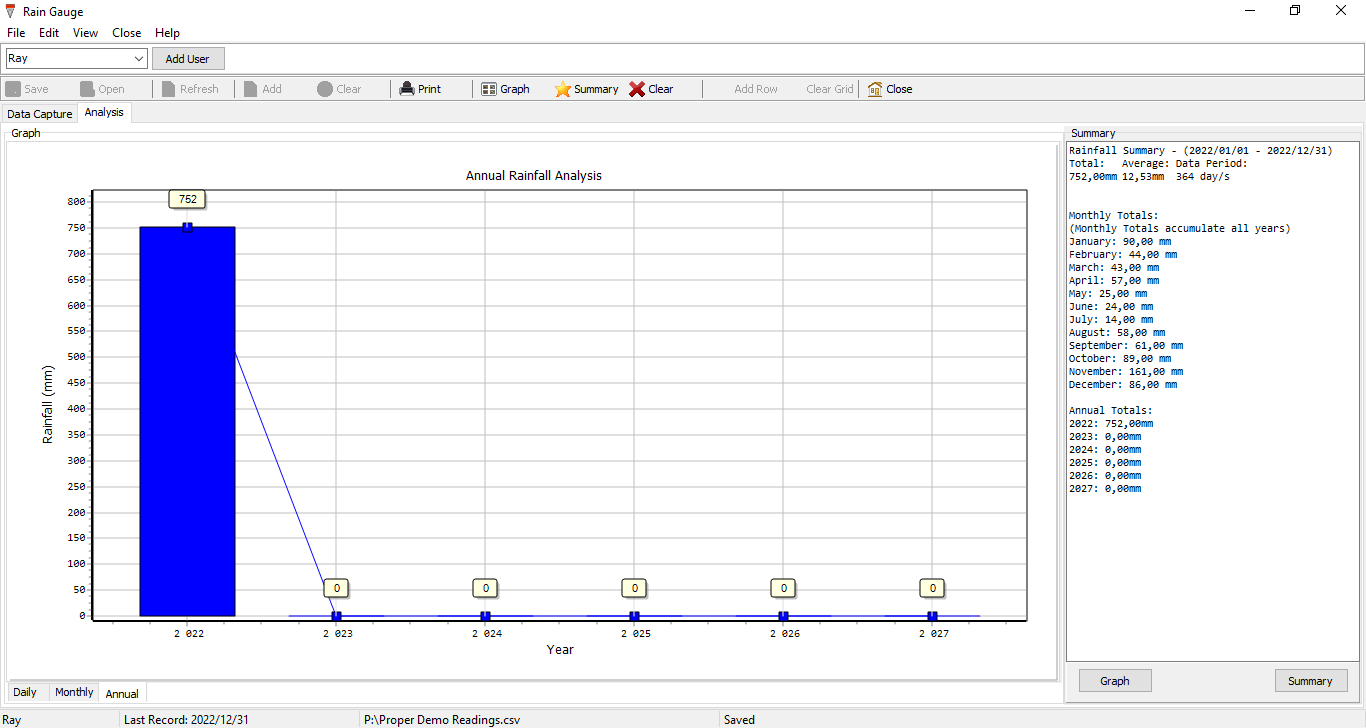 Rain Gauge
File Edit View Close Help
Ray Add User
Save Open Refresh Add Clear Print Graph Summary Clear Add Row Clear Grid Close
Data Capture Analysis
Graph
Annual Rainfall Analysis
Rainfall (mm)
800
750
700
650
600
550
500
450
400
350
300
250
200
150
100
50
0
752
0
0
0
0
0
2 022 2 023 2 024 2 025 2 026 2 027
Year
Daily Monthly Annual
Summary
Rainfall Summary - (2022/01/01 - 2022/12/31)
Total: Average: Data Period:
752,00mm 12,53mm 364 day/s
Monthly Totals:
(Monthly Totals accumulate all years)
January: 90,00 mm
February: 44,00 mm
March: 43,00 mm
April: 57,00 mm
May: 25,00 mm
June: 24,00 mm
July: 14,00 mm
August: 58,00 mm
September: 61,00 mm
October: 89,00 mm
November: 161,00 mm
December: 86,00 mm
Annual Totals:
2022: 752,00mm
2023: 0,00mm
2024: 0,00mm
2025: 0,00mm
2026: 0,00mm
2027: 0,00mm
Graph Summary
Ray Last Record: 2022/12/31 P:\Proper Demo Readings.csv Saved